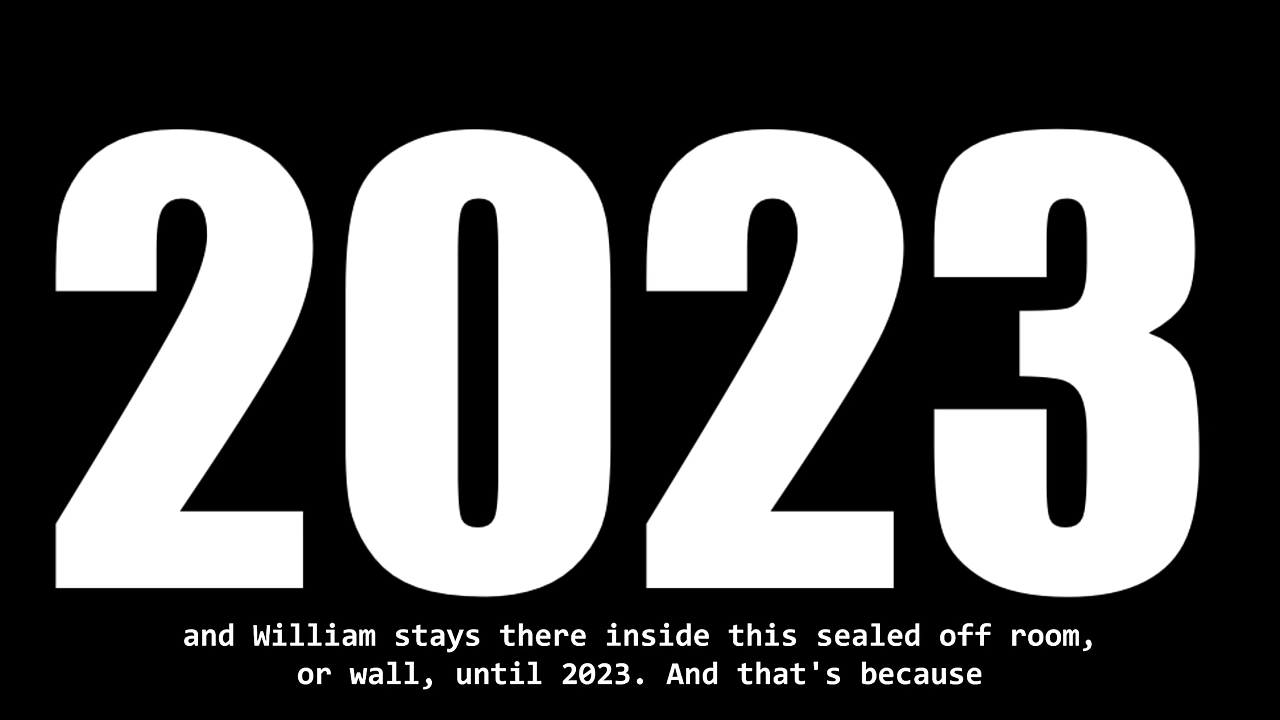 2023
and William stays there inside this sealed off room,
or wall, until 2023. And that's because